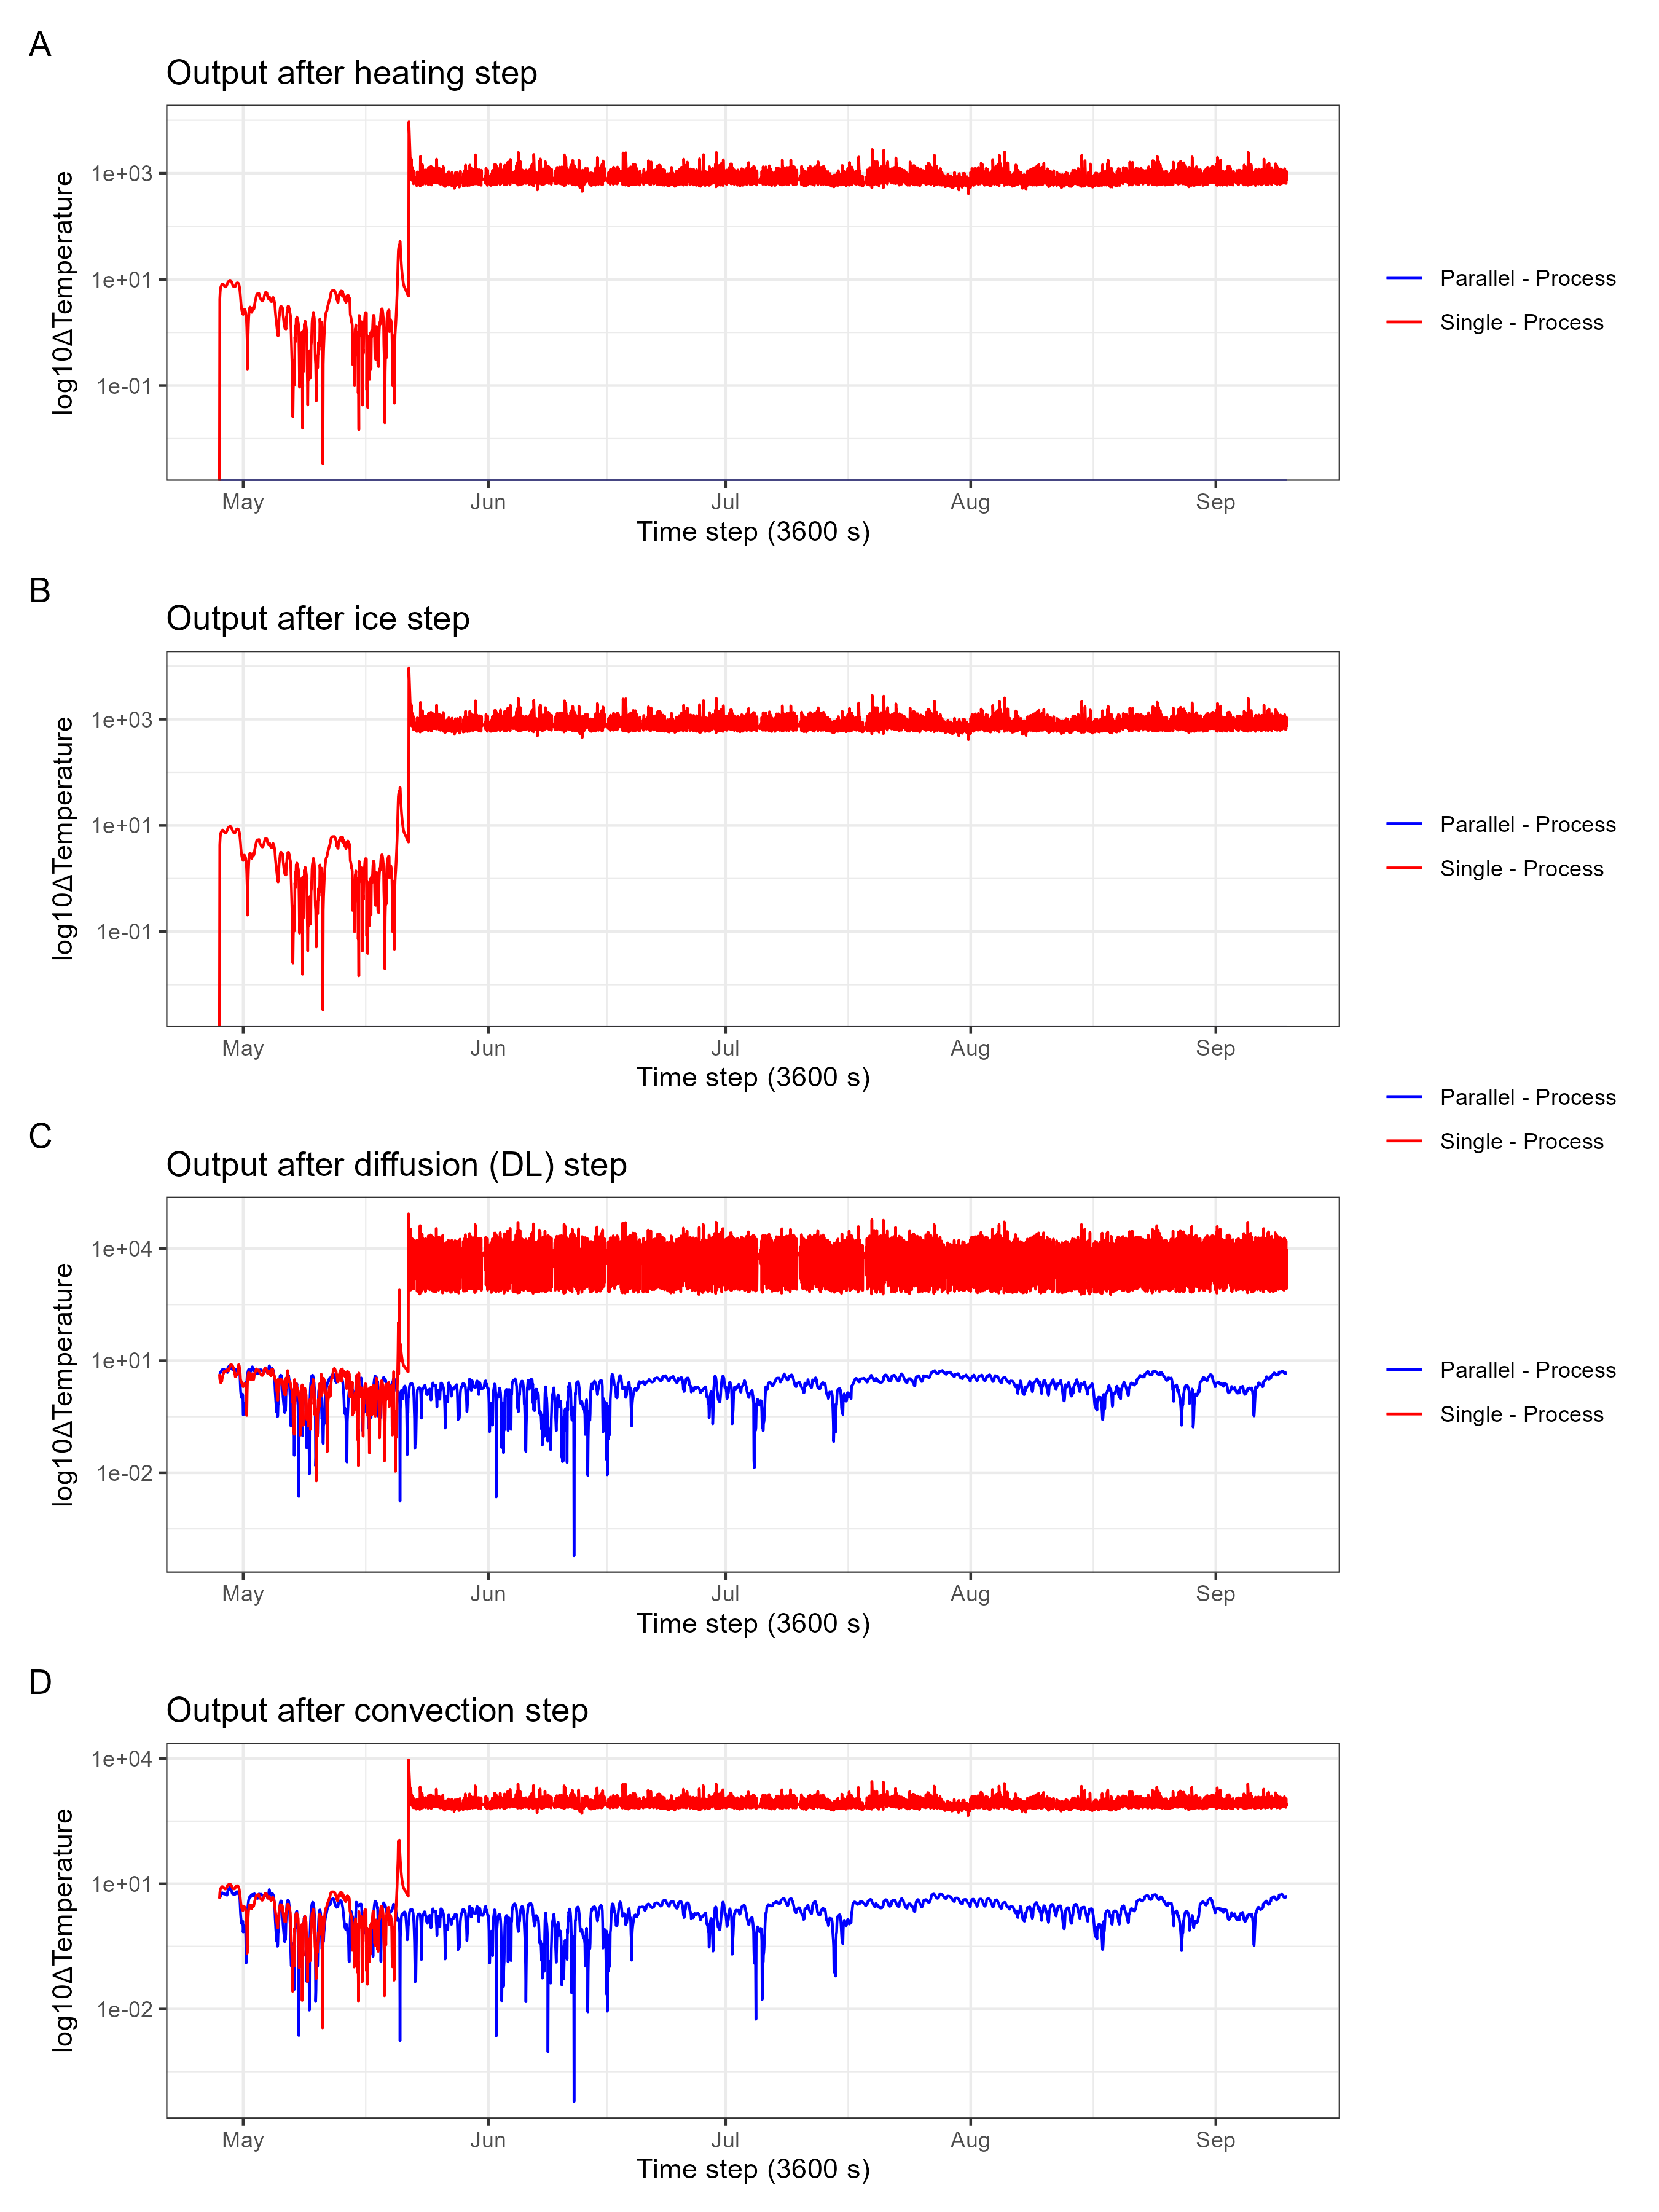 A
Output after heating step
log10ΔTemperature
1e+03
1e+01
1e-01
May Jun Jul Aug Sep
Time step (3600 s)
Parallel - Process
Single - Process
B
Output after ice step
log10ΔTemperature
1e+03
1e+01
1e-01
May Jun Jul Aug Sep
Time step (3600 s)
Parallel - Process
Single - Process
Parallel - Process
Single - Process
C
Output after diffusion (DL) step
log10ΔTemperature
1e+04
1e+01
1e-02
May Jun Jul Aug Sep
Time step (3600 s)
Parallel - Process
Single - Process
D
Output after convection step
log10ΔTemperature
1e+04
1e+01
1e-02
May Jun Jul Aug Sep
Time step (3600 s)